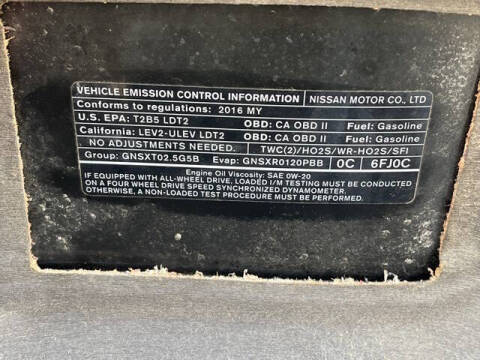 VEHICLE EMISSION CONTROL INFORMATION NISSAN MOTOR CO., LTD
Conforms to regulations: 2016 MY
U.S. EPA: T2B5 LDT2 OBD: CA OBD II Fuel: Gasoline
California: LEV2-ULEV LDT2 OBD: CA OBD II Fuel: Gasoline
NO ADJUSTMENTS NEEDED. TWC(2)/HO2S/WR-HO2S/SFI
Group: GNSXT02.5G5B Evap: GNSXR0120PBB 0C 6FJ0C
Engine Oil Viscosity: SAE 0W-20
IF EQUIPPED WITH ALL-WHEEL DRIVE, LOADED I/M TESTING MUST BE CONDUCTED
ON A FOUR WHEEL DRIVE SPEED SYNCHRONIZED DYNAMOMETER.
OTHERWISE, A NON-LOADED TEST PROCEDURE MUST BE PERFORMED.